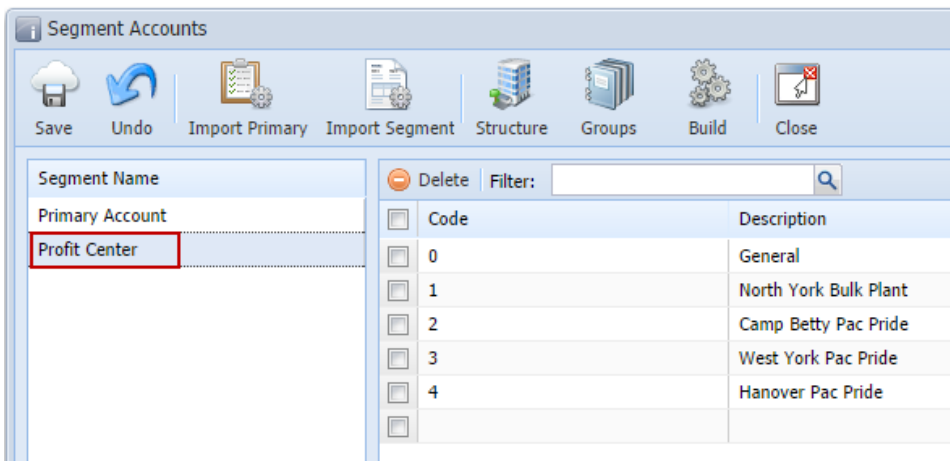 Segment Accounts
Save Undo Import Primary Import Segment Structure Groups Build Close
Segment Name
Primary Account
Profit Center
Delete Filter:
Code Description
0 General
1 North York Bulk Plant
2 Camp Betty Pac Pride
3 West York Pac Pride
4 Hanover Pac Pride